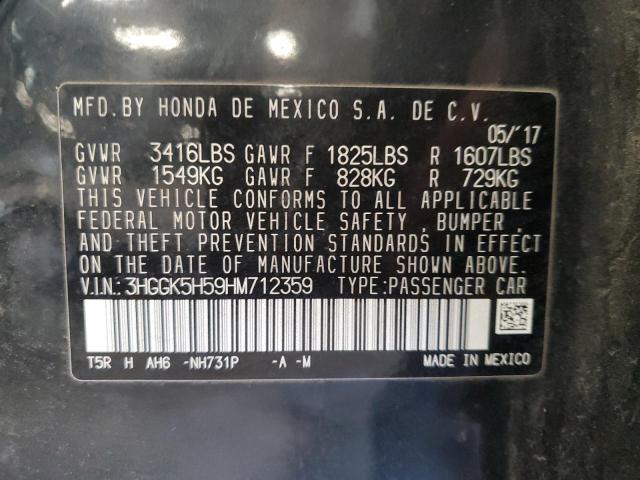 MFD. BY HONDA DE MEXICO S.A. DE C.V.
05/'17
GVWR 3416LBS GAWR F 1825LBS R 1607LBS
GVWR 1549KG GAWR F 828KG R 729KG
THIS VEHICLE CONFORMS TO ALL APPLICABLE
FEDERAL MOTOR VEHICLE SAFETY , BUMPER ,
AND THEFT PREVENTION STANDARDS IN EFFECT
ON THE DATE OF MANUFACTURE SHOWN ABOVE.
V.I.N.: 3HGGK5H59HM712359 TYPE:PASSENGER CAR
T5R H AH6 -NH731P -A -M MADE IN MEXICO